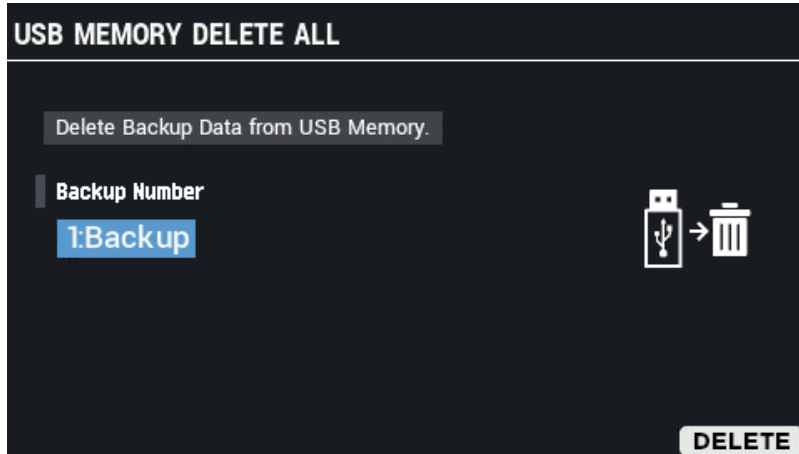 USB MEMORY DELETE ALL
Delete Backup Data from USB Memory.
Backup Number
1:Backup
DELETE